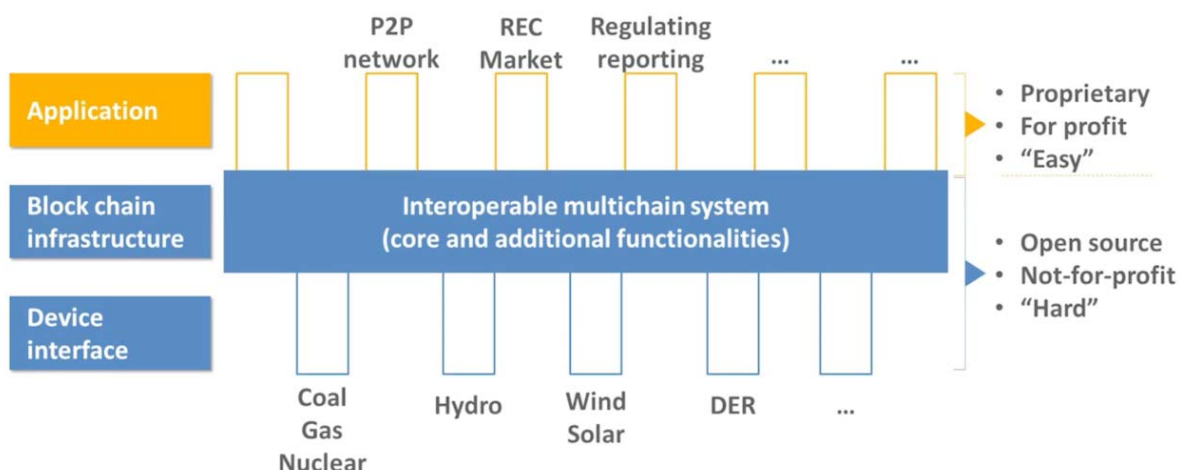 P2P
network
REC
Market
Regulating
reporting
...
...
Application
• Proprietary
• For profit
• “Easy”
Block chain
infrastructure
Interoperable multichain system
(core and additional functionalities)
• Open source
• Not-for-profit
• “Hard”
Device
interface
Coal
Gas
Nuclear
Hydro
Wind
Solar
DER
...